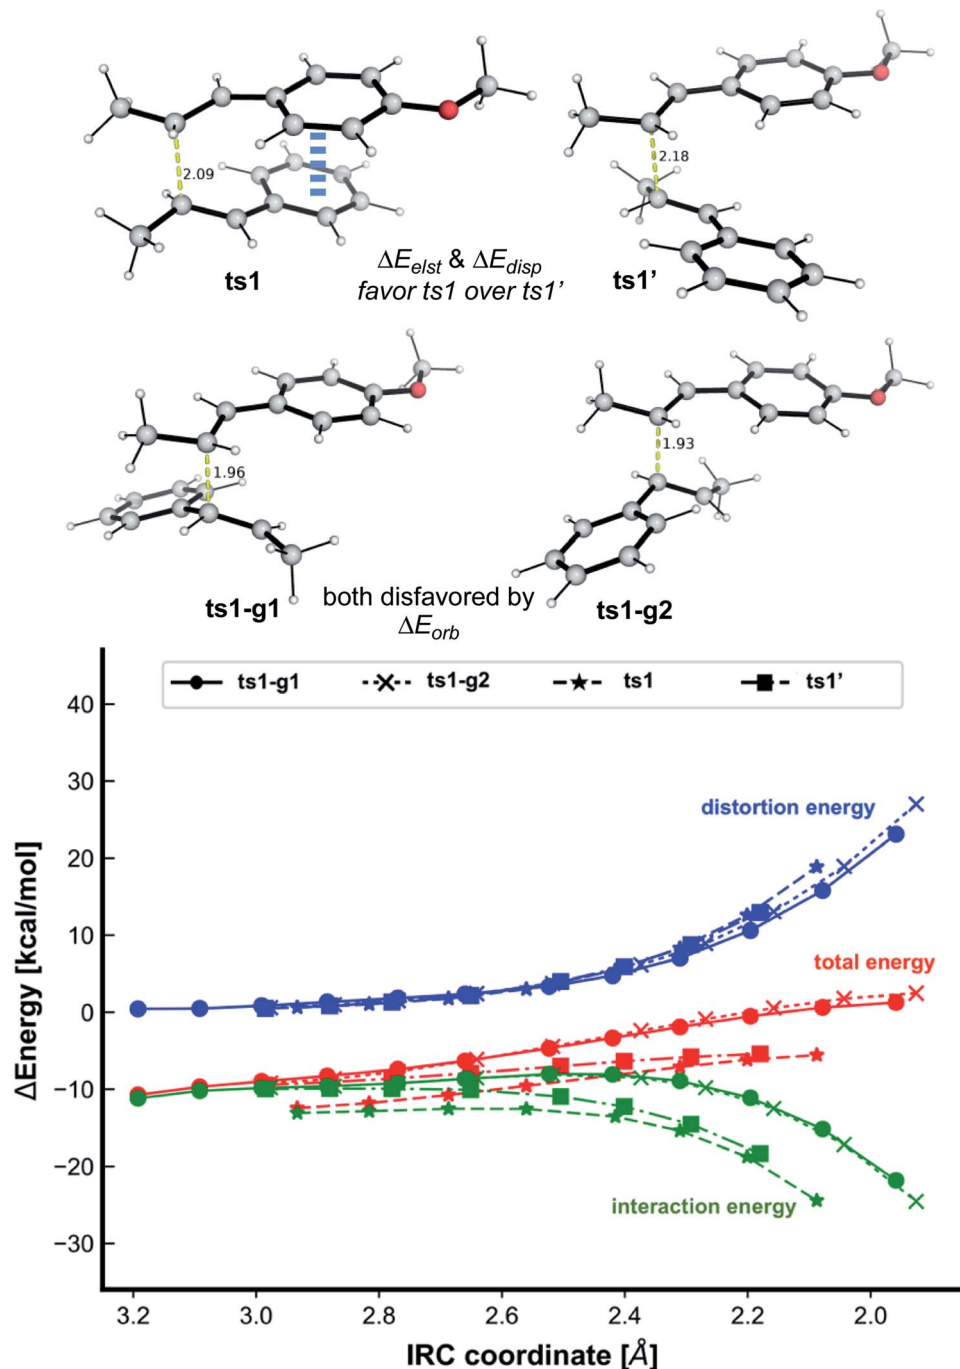 2.09
2.18
ts1
ΔE_elst & ΔE_disp
favor ts1 over ts1’
ts1’
1.96
1.93
ts1-g1
both disfavored by
ΔE_orb
ts1-g2
ts1-g1 ts1-g2 ts1 ts1'
40
30
20
10
0
−10
−20
−30
ΔEnergy [kcal/mol]
distortion energy
total energy
interaction energy
3.2 3.0 2.8 2.6 2.4 2.2 2.0
IRC coordinate [Å]